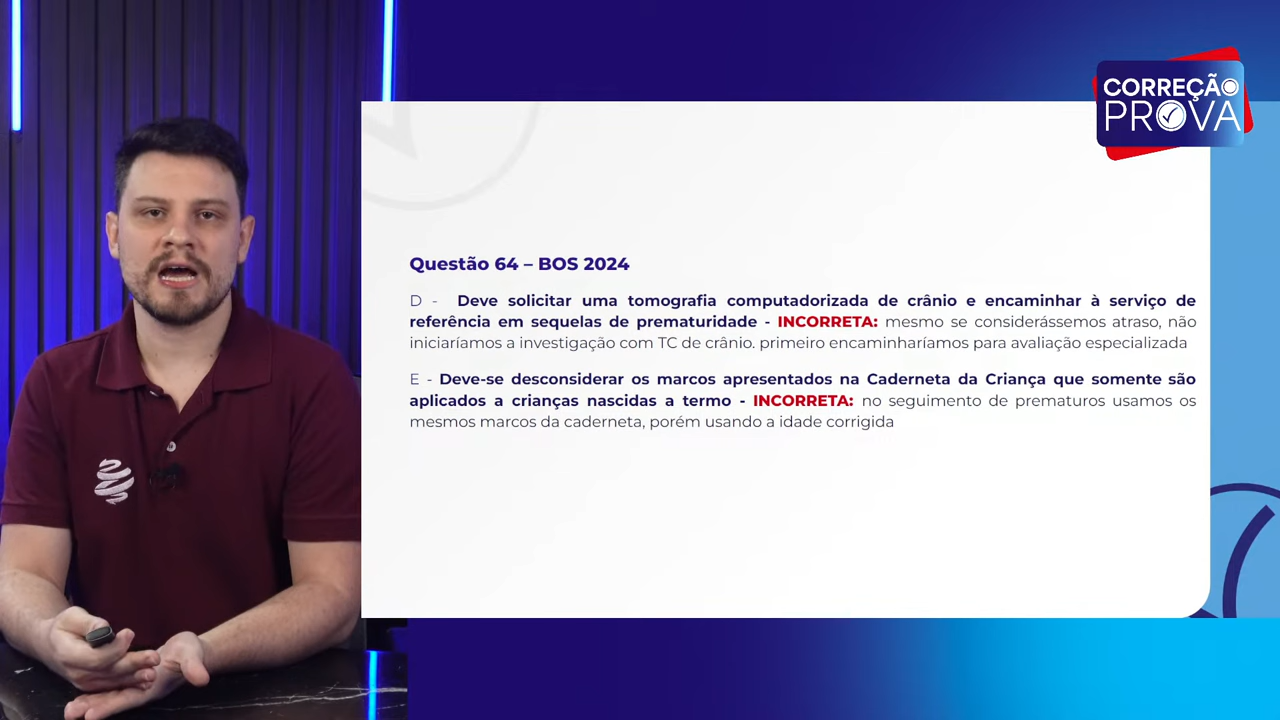 CORREÇÃO
PROVA
Questão 64 – BOS 2024
D - Deve solicitar uma tomografia computadorizada de crânio e encaminhar à serviço de
referência em sequelas de prematuridade - INCORRETA: mesmo se considerássemos atraso, não
iniciaríamos a investigação com TC de crânio. primeiro encaminharíamos para avaliação especializada
E - Deve-se desconsiderar os marcos apresentados na Caderneta da Criança que somente são
aplicados a crianças nascidas a termo - INCORRETA: no seguimento de prematuros usamos os
mesmos marcos da caderneta, porém usando a idade corrigida